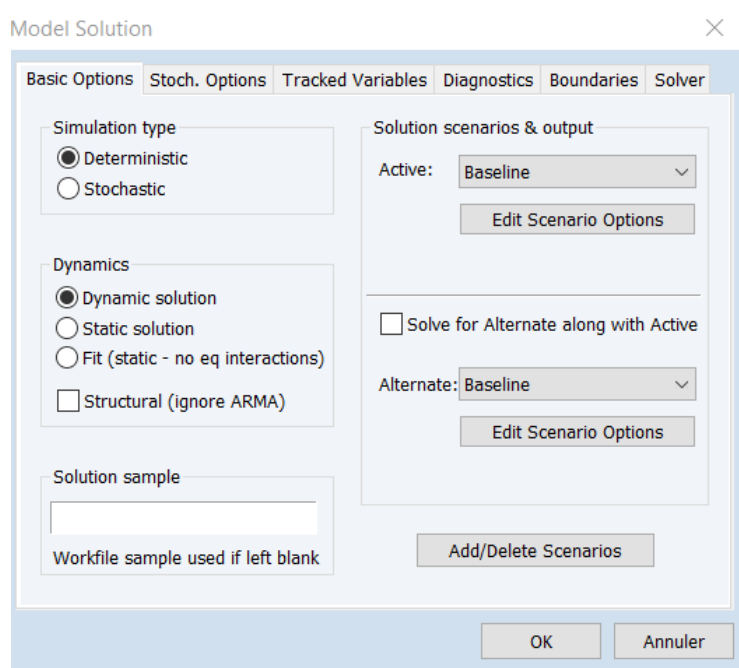 Model Solution
Basic Options
Stoch. Options
Tracked Variables
Diagnostics
Boundaries
Solver
Simulation type
Deterministic
Stochastic
Dynamics
Dynamic solution
Static solution
Fit (static - no eq interactions)
Structural (ignore ARMA)
Solution sample
Workfile sample used if left blank
Solution scenarios & output
Active:
Baseline
Edit Scenario Options
Solve for Alternate along with Active
Alternate:
Baseline
Edit Scenario Options
Add/Delete Scenarios
OK
Annuler